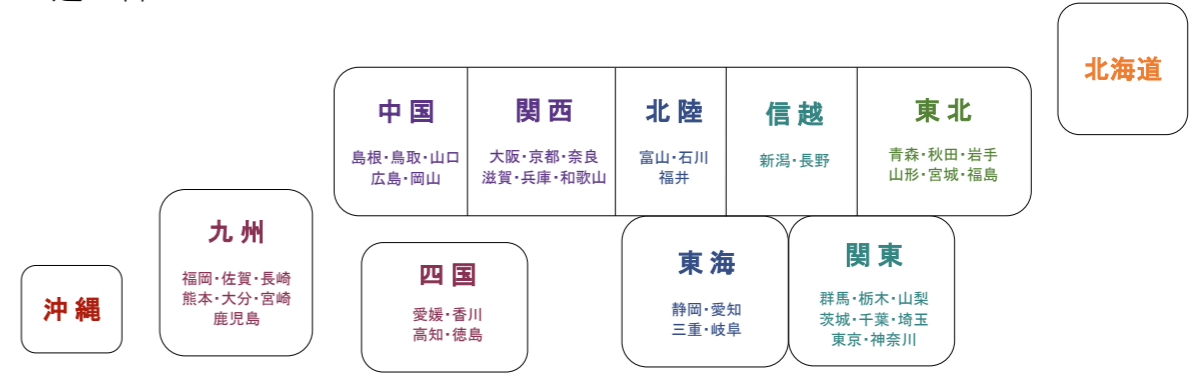 北海道
中国
島根・鳥取・山口
広島・岡山
関西
大阪・京都・奈良
滋賀・兵庫・和歌山
北陸
富山・石川
福井
信越
新潟・長野
東北
青森・秋田・岩手
山形・宮城・福島
沖縄
九州
福岡・佐賀・長崎
熊本・大分・宮崎
鹿児島
四国
愛媛・香川
高知・徳島
東海
静岡・愛知
三重・岐阜
関東
群馬・栃木・山梨
茨城・千葉・埼玉
東京・神奈川